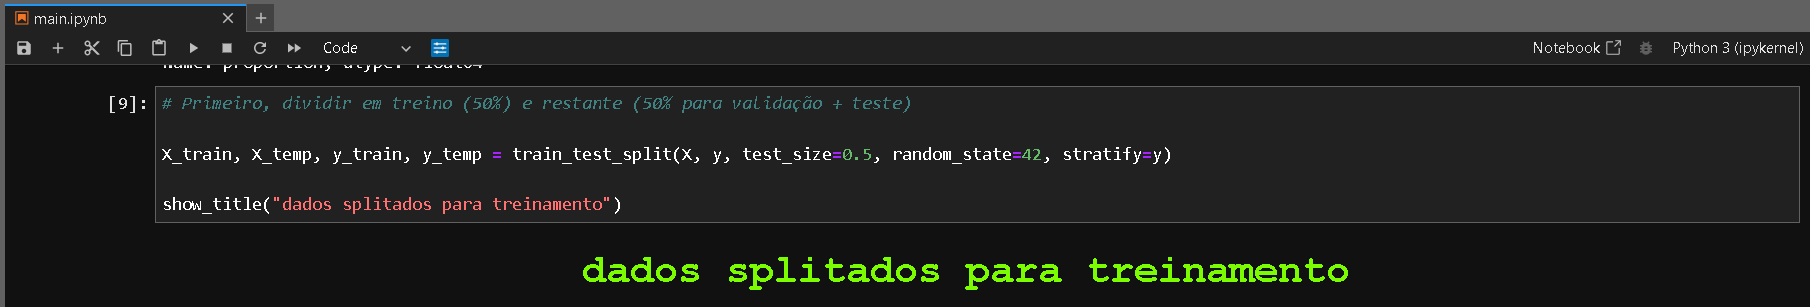 main.ipynb
Code
Notebook
Python 3 (ipykernel)
[9]:
# Primeiro, dividir em treino (50%) e restante (50% para validação + teste)
X_train, X_temp, y_train, y_temp = train_test_split(X, y, test_size=0.5, random_state=42, stratify=y)
show_title("dados splitados para treinamento")
dados splitados para treinamento